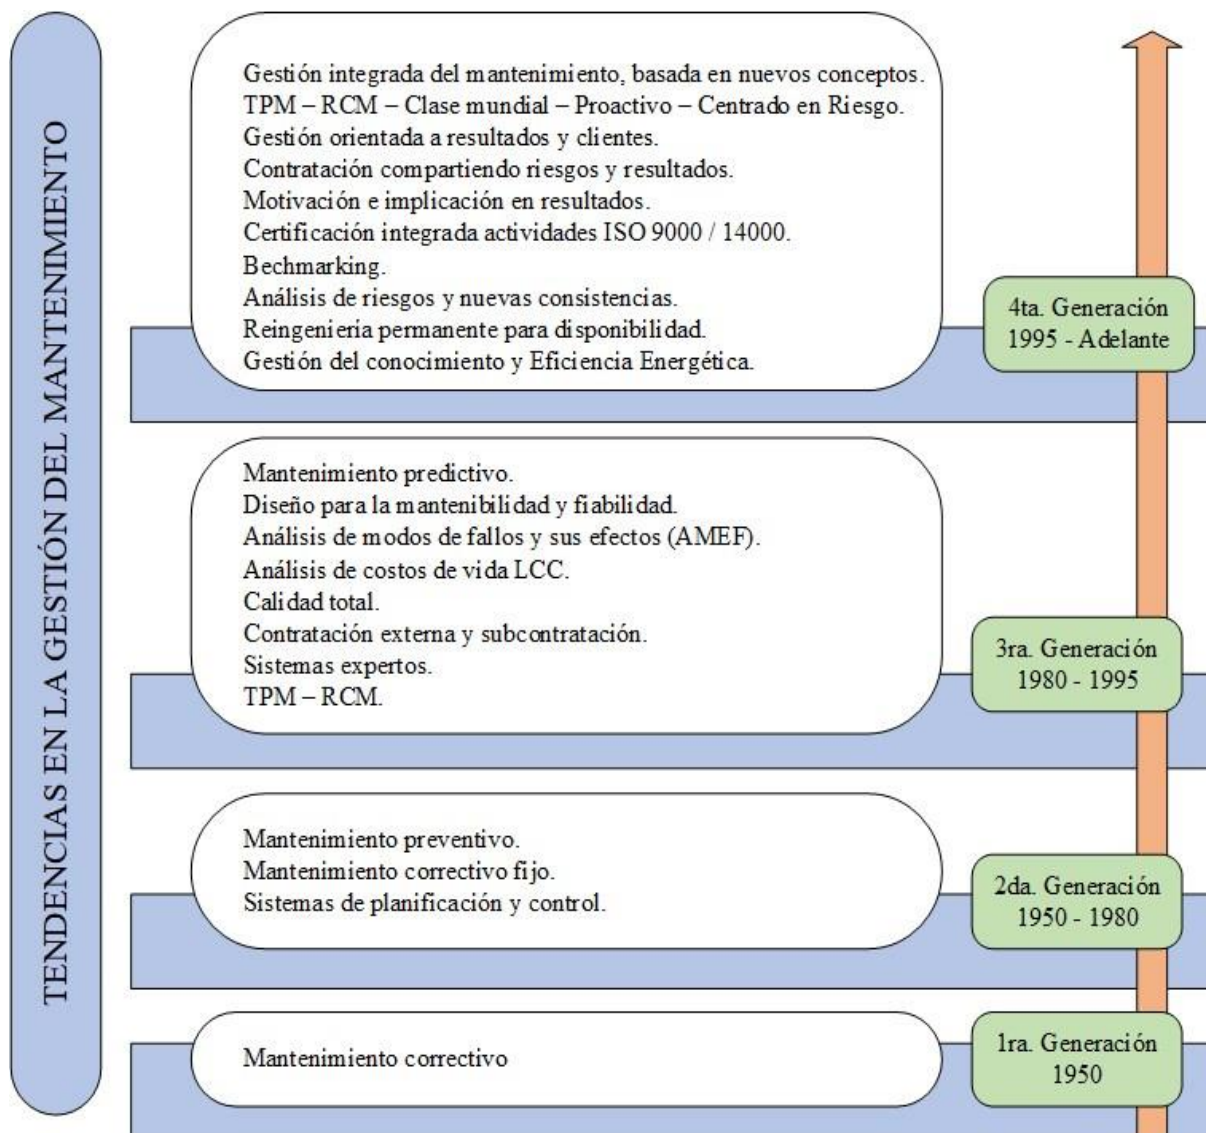 TENDENCIAS EN LA GESTIÓN DEL MANTENIMIENTO
Gestión integrada del mantenimiento, basada en nuevos conceptos.
TPM – RCM – Clase mundial – Proactivo – Centrado en Riesgo.
Gestión orientada a resultados y clientes.
Contratación compartiendo riesgos y resultados.
Motivación e implicación en resultados.
Certificación integrada actividades ISO 9000 / 14000.
Bechmarking.
Análisis de riesgos y nuevas consistencias.
Reingeniería permanente para disponibilidad.
Gestión del conocimiento y Eficiencia Energética.
4ta. Generación
1995 - Adelante
Mantenimiento predictivo.
Diseño para la mantenibilidad y fiabilidad.
Análisis de modos de fallos y sus efectos (AMEF).
Análisis de costos de vida LCC.
Calidad total.
Contratación externa y subcontratación.
Sistemas expertos.
TPM – RCM.
3ra. Generación
1980 - 1995
Mantenimiento preventivo.
Mantenimiento correctivo fijo.
Sistemas de planificación y control.
2da. Generación
1950 - 1980
Mantenimiento correctivo
1ra. Generación
1950